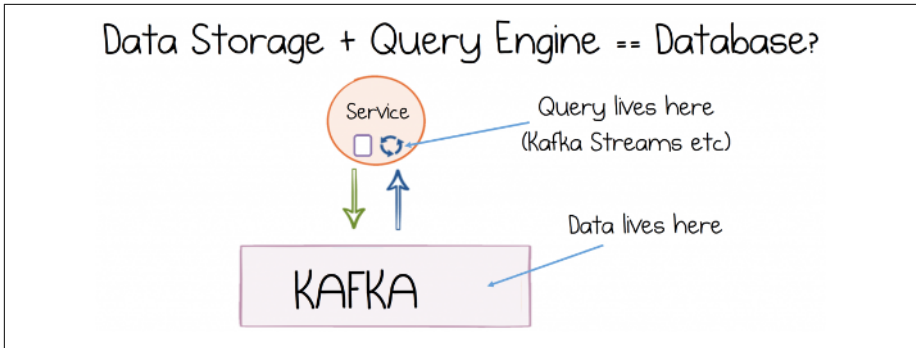 Data Storage + Query Engine == Database?
Service
Query lives here
(Kafka Streams etc)
Data lives here
KAFKA